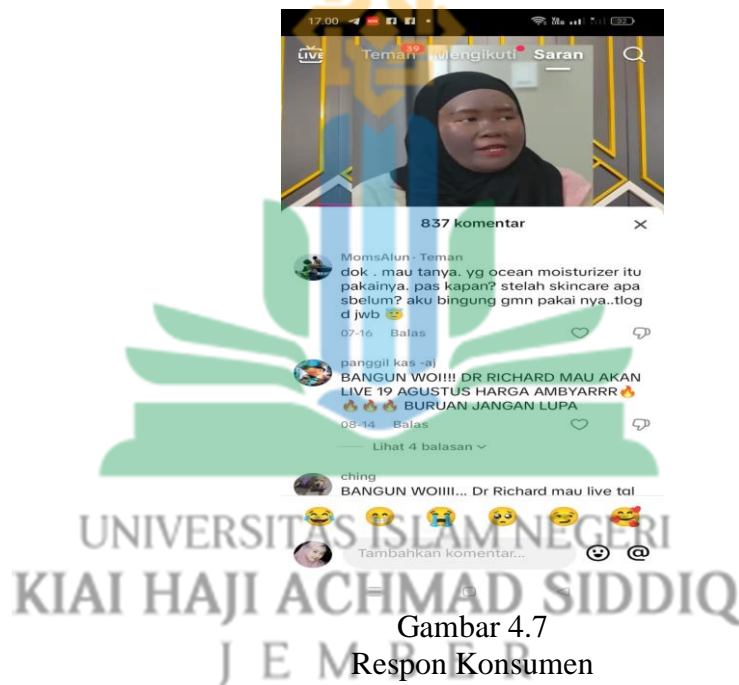 17.00
32
LIVE
Teman 39 Mengikuti Saran
837 komentar
MomsAlun · Teman
dok . mau tanya. yg ocean moisturizer itu
pakainya. pas kapan? stelah skincare apa
sbelum? aku bingung gmn pakai nya..tlog
d jwb 😇
07-16 Balas
panggil kas -aj
BANGUN WOI!!! DR RICHARD MAU AKAN
LIVE 19 AGUSTUS HARGA AMBYARRR🔥
🔥🔥🔥 BURUAN JANGAN LUPA
08-14 Balas
Lihat 4 balasan
ching
BANGUN WOIIII... Dr Richard mau live tgl
Tambahkan komentar...
UNIVERSITAS ISLAM NEGERI
KIAI HAJI ACHMAD SIDDIQ
JEMBER
Gambar 4.7
Respon Konsumen